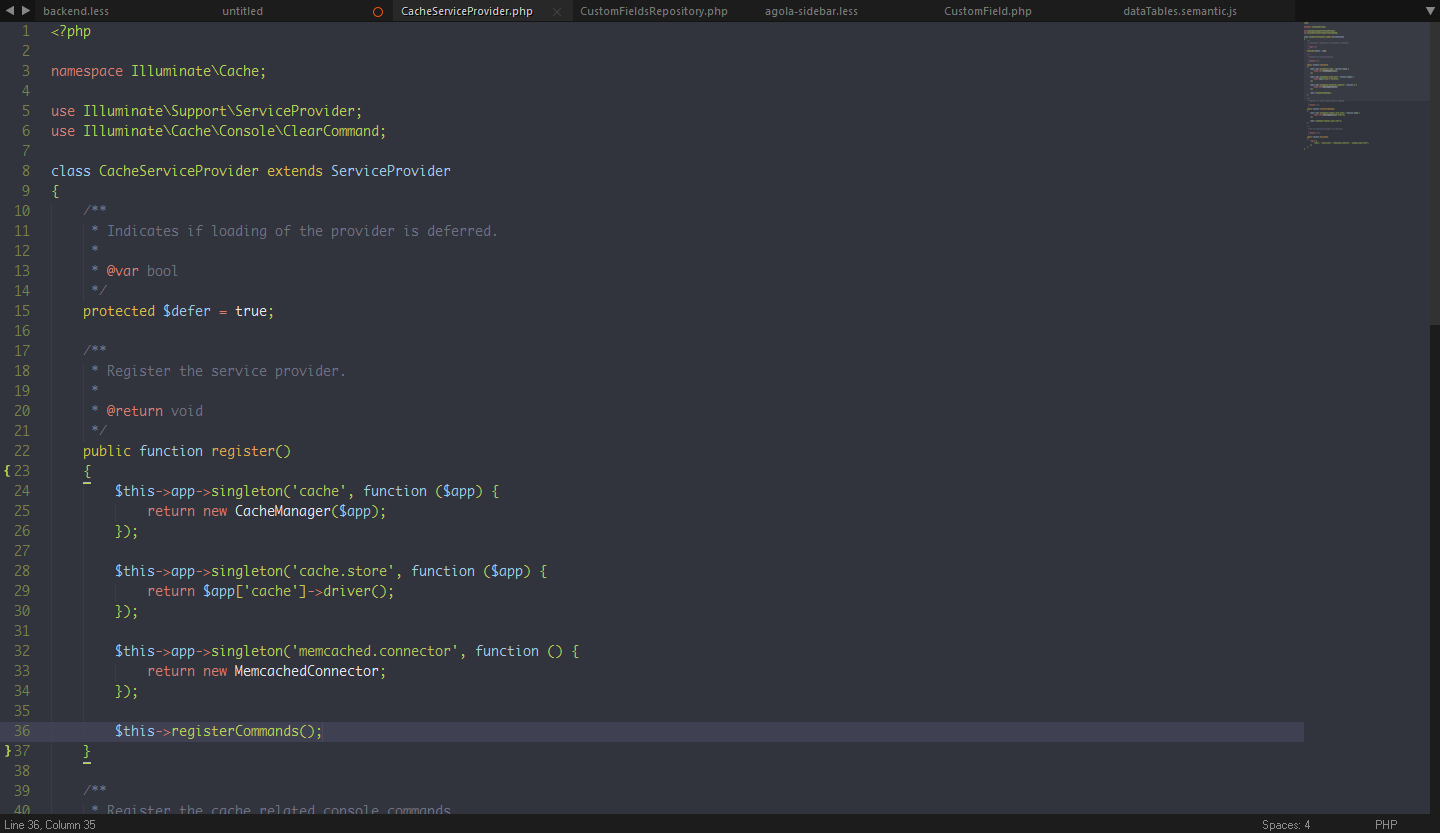 backend.less untitled CacheServiceProvider.php CustomFieldsRepository.php agola-sidebar.less CustomField.php dataTables.semantic.js
1 <?php
2
3 namespace Illuminate\Cache;
4
5 use Illuminate\Support\ServiceProvider;
6 use Illuminate\Cache\Console\ClearCommand;
7
8 class CacheServiceProvider extends ServiceProvider
9 {
10     /**
11      * Indicates if loading of the provider is deferred.
12      *
13      * @var bool
14      */
15     protected $defer = true;
16
17     /**
18      * Register the service provider.
19      *
20      * @return void
21      */
22     public function register()
{ 23     {
24         $this->app->singleton('cache', function ($app) {
25             return new CacheManager($app);
26         });
27
28         $this->app->singleton('cache.store', function ($app) {
29             return $app['cache']->driver();
30         });
31
32         $this->app->singleton('memcached.connector', function () {
33             return new MemcachedConnector;
34         });
35
36         $this->registerCommands();
} 37     }
38
39     /**
40      * Register the cache related console commands
Line 36, Column 35 Spaces: 4 PHP